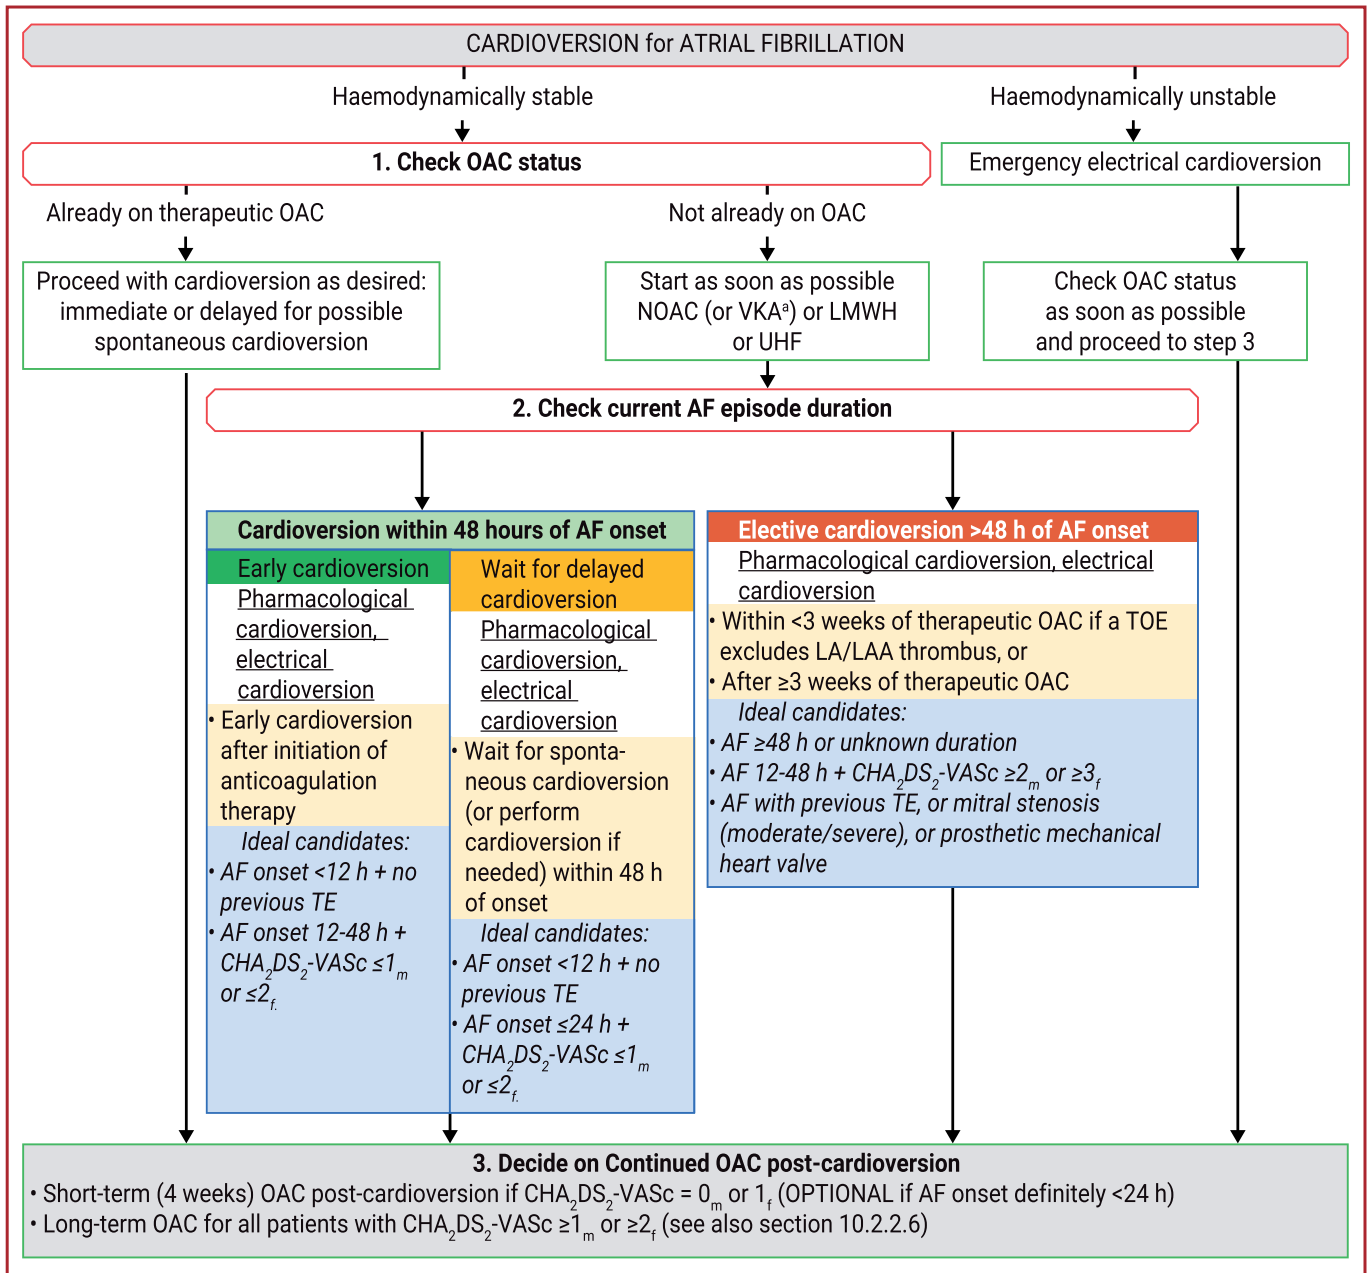 CARDIOVERSION for ATRIAL FIBRILLATION
Haemodynamically stable
Haemodynamically unstable
1. Check OAC status
Emergency electrical cardioversion
Already on therapeutic OAC
Not already on OAC
Proceed with cardioversion as desired:
immediate or delayed for possible
spontaneous cardioversion
Start as soon as possible
NOAC (or VKAᵃ) or LMWH
or UHF
Check OAC status
as soon as possible
and proceed to step 3
2. Check current AF episode duration
Cardioversion within 48 hours of AF onset
Early cardioversion
Pharmacological
cardioversion,
electrical
cardioversion
• Early cardioversion
after initiation of
anticoagulation
therapy
Ideal candidates:
• AF onset <12 h + no
previous TE
• AF onset 12-48 h +
CHA₂DS₂-VASc ≤1ₘ
or ≤2f.
Wait for delayed
cardioversion
Pharmacological
cardioversion,
electrical
cardioversion
• Wait for sponta-
neous cardioversion
(or perform
cardioversion if
needed) within 48 h
of onset
Ideal candidates:
• AF onset <12 h + no
previous TE
• AF onset ≤24 h +
CHA₂DS₂-VASc ≤1ₘ
or ≤2f.
Elective cardioversion >48 h of AF onset
Pharmacological cardioversion, electrical
cardioversion
• Within <3 weeks of therapeutic OAC if a TOE
excludes LA/LAA thrombus, or
• After ≥3 weeks of therapeutic OAC
Ideal candidates:
• AF ≥48 h or unknown duration
• AF 12-48 h + CHA₂DS₂-VASc ≥2ₘ or ≥3f
• AF with previous TE, or mitral stenosis
(moderate/severe), or prosthetic mechanical
heart valve
3. Decide on Continued OAC post-cardioversion
• Short-term (4 weeks) OAC post-cardioversion if CHA₂DS₂-VASc = 0ₘ or 1f (OPTIONAL if AF onset definitely <24 h)
• Long-term OAC for all patients with CHA₂DS₂-VASc ≥1ₘ or ≥2f (see also section 10.2.2.6)